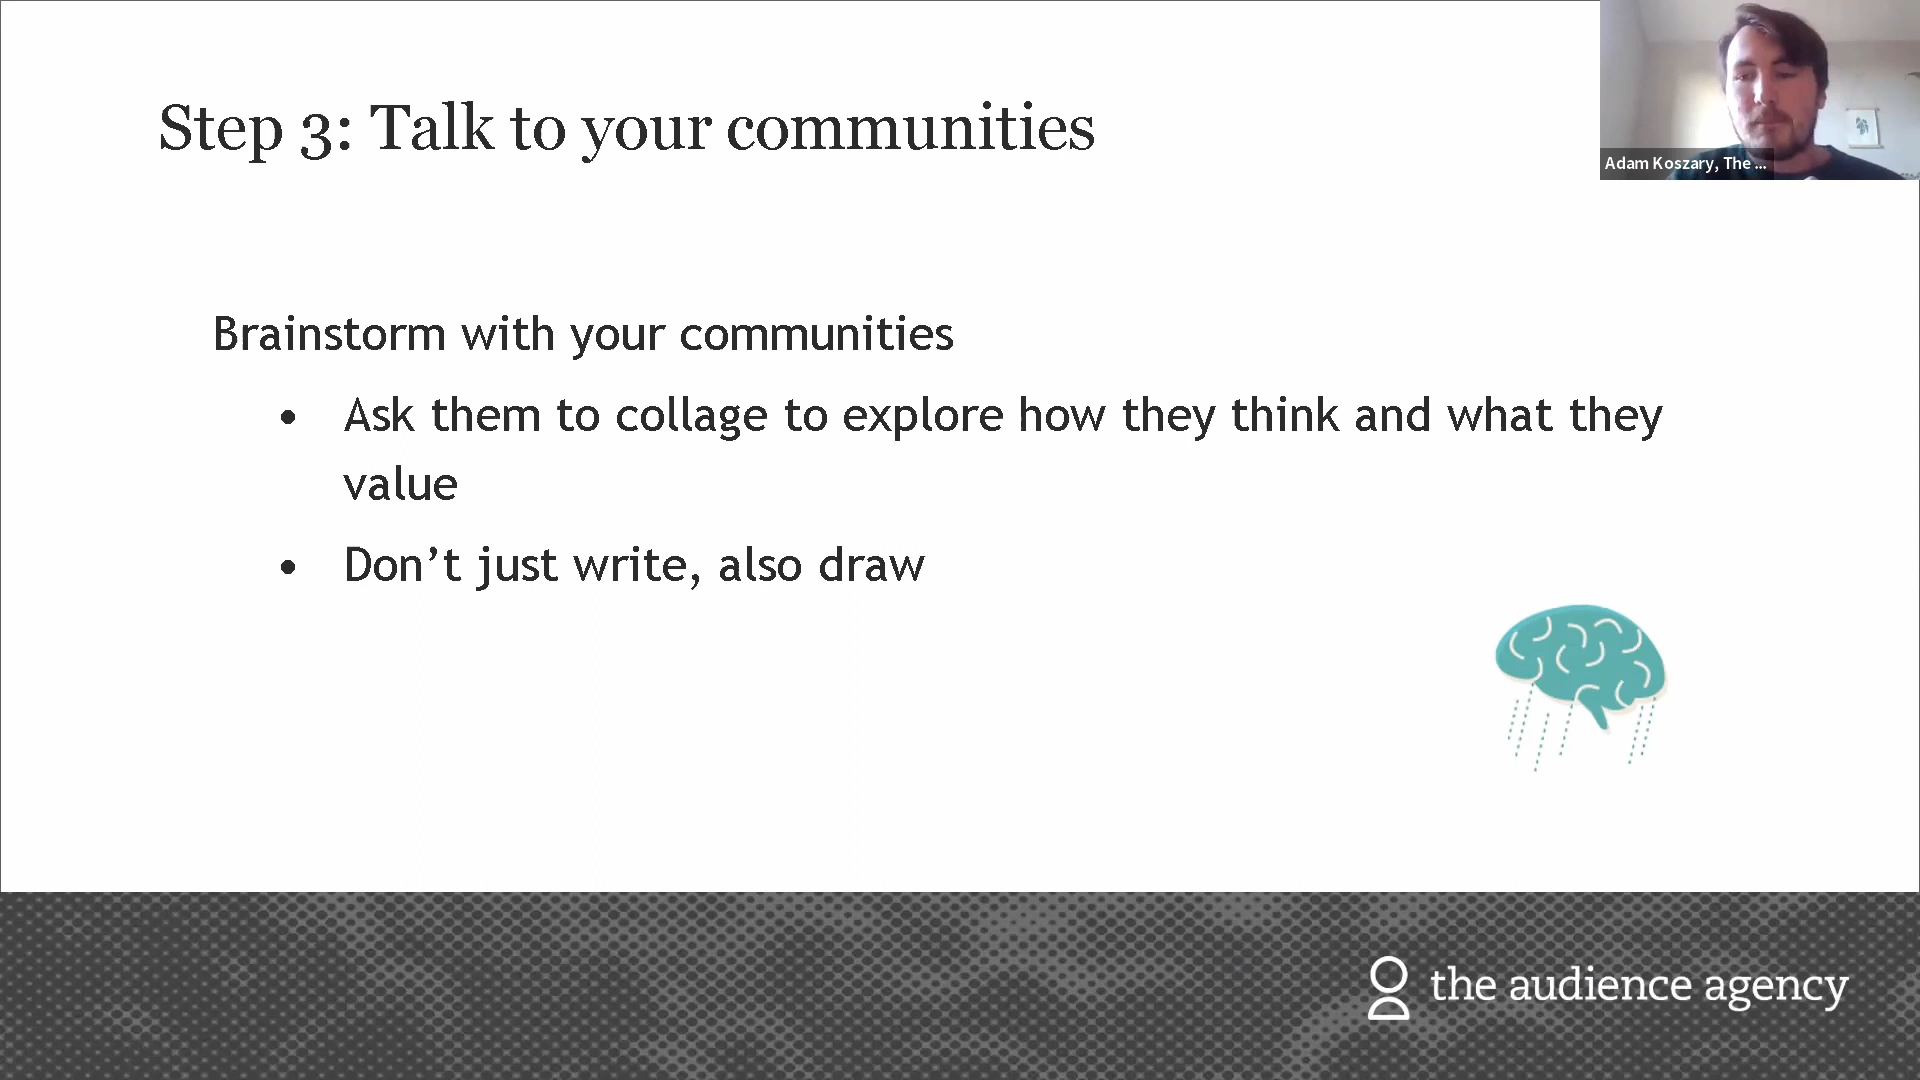 Step 3: Talk to your communities
Adam Koszary, The ...
Brainstorm with your communities
• Ask them to collage to explore how they think and what they
value
• Don’t just write, also draw
the audience agency